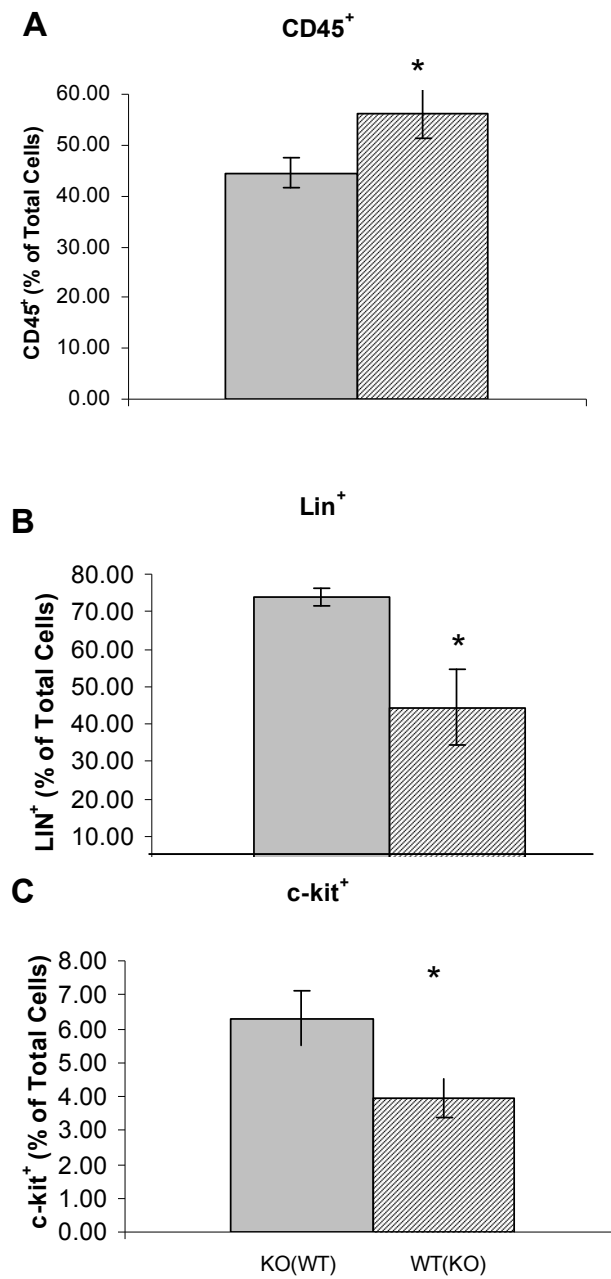 A
CD45⁺
*
60.00
50.00
40.00
30.00
20.00
10.00
0.00
CD45⁺ (% of Total Cells)
B
Lin⁺
*
80.00
70.00
60.00
50.00
40.00
30.00
20.00
10.00
LIN⁺ (% of Total Cells)
C
c-kit⁺
*
8.00
7.00
6.00
5.00
4.00
3.00
2.00
1.00
0.00
c-kit⁺ (% of Total Cells)
KO(WT) WT(KO)